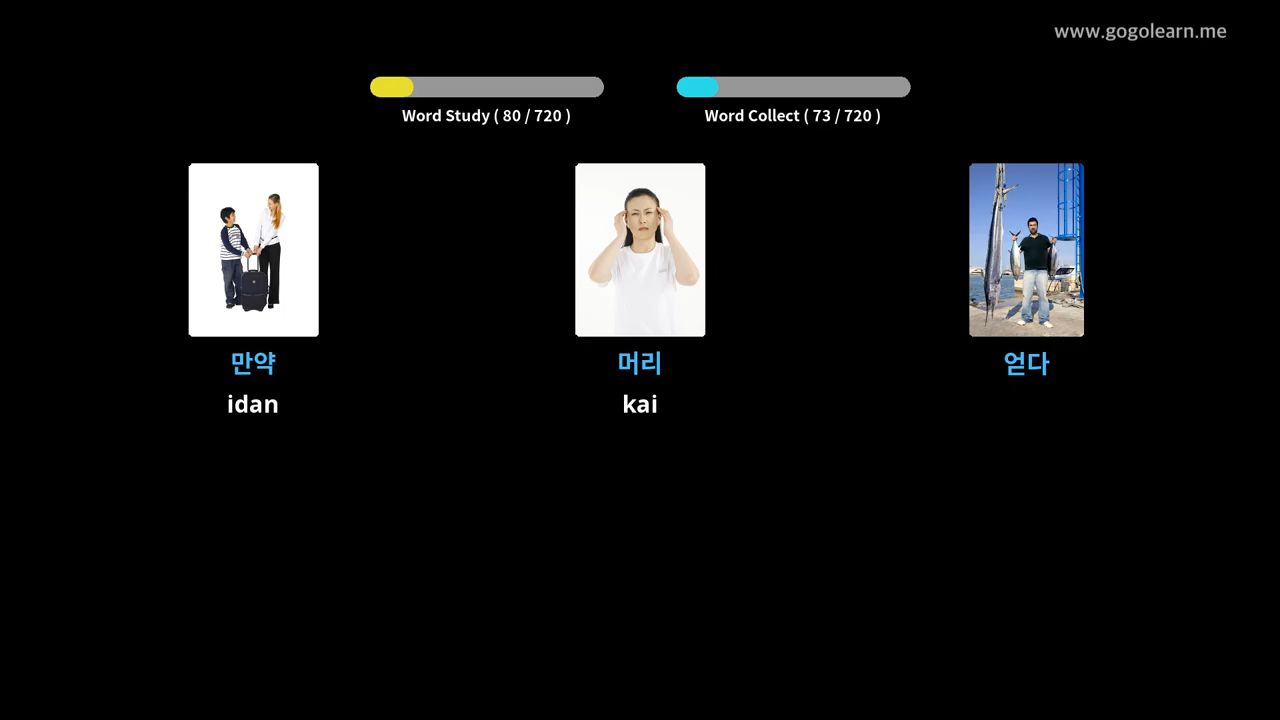 www.gogolearn.me
Word Study ( 80 / 720 )
Word Collect ( 73 / 720 )
만약
머리
얻다
idan
kai